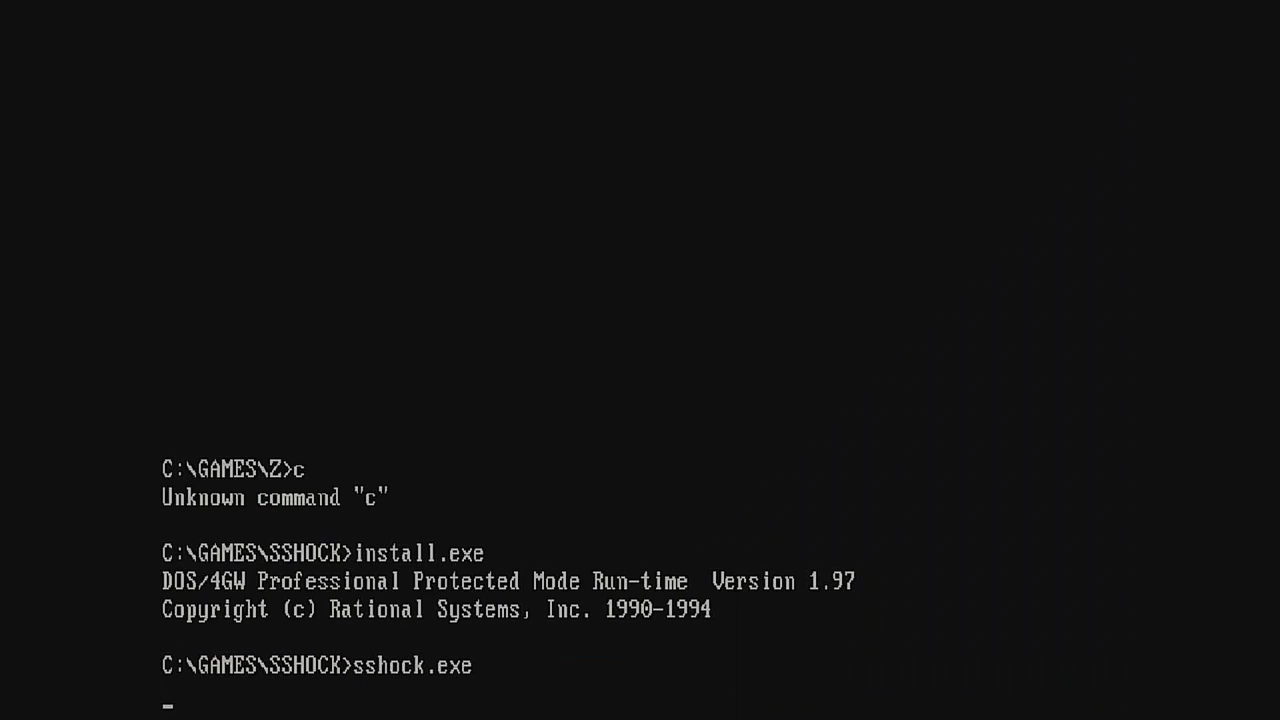 C:\GAMES\Z>c
Unknown command "c"
C:\GAMES\SSHOCK>install.exe
DOS/4GW Professional Protected Mode Run-time  Version 1.97
Copyright (c) Rational Systems, Inc. 1990-1994
C:\GAMES\SSHOCK>sshock.exe